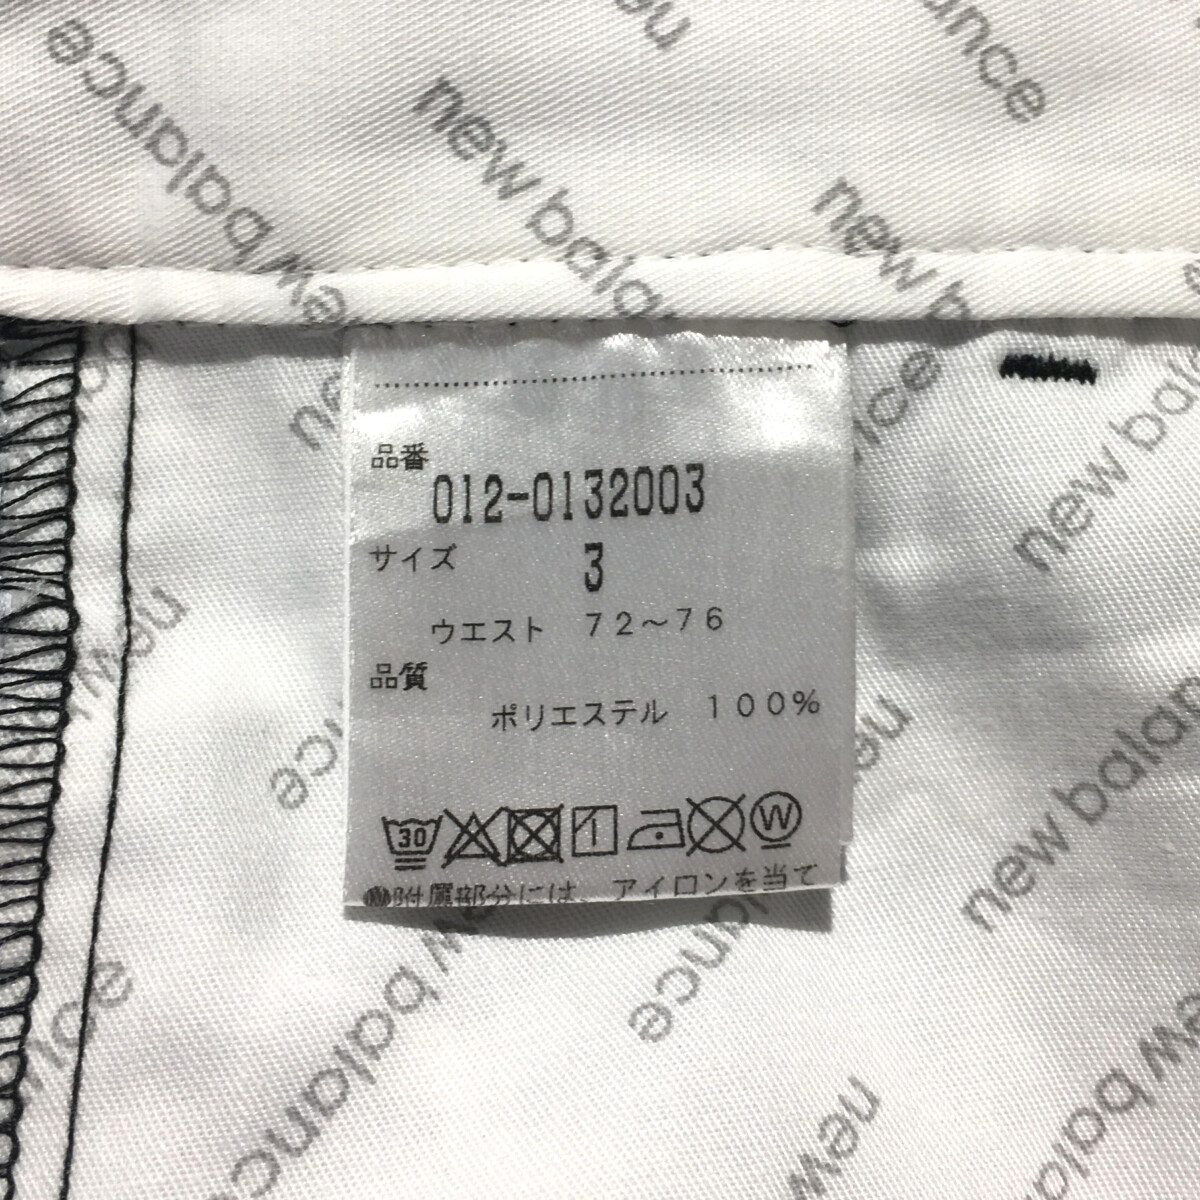 new balance
new balance
new balance
品番
012-0132003
サイズ 3
ウエスト 72～76
品質
ポリエステル 100%
30
W
付属部分には、アイロンを当て
new balance
new balance
new balance
new